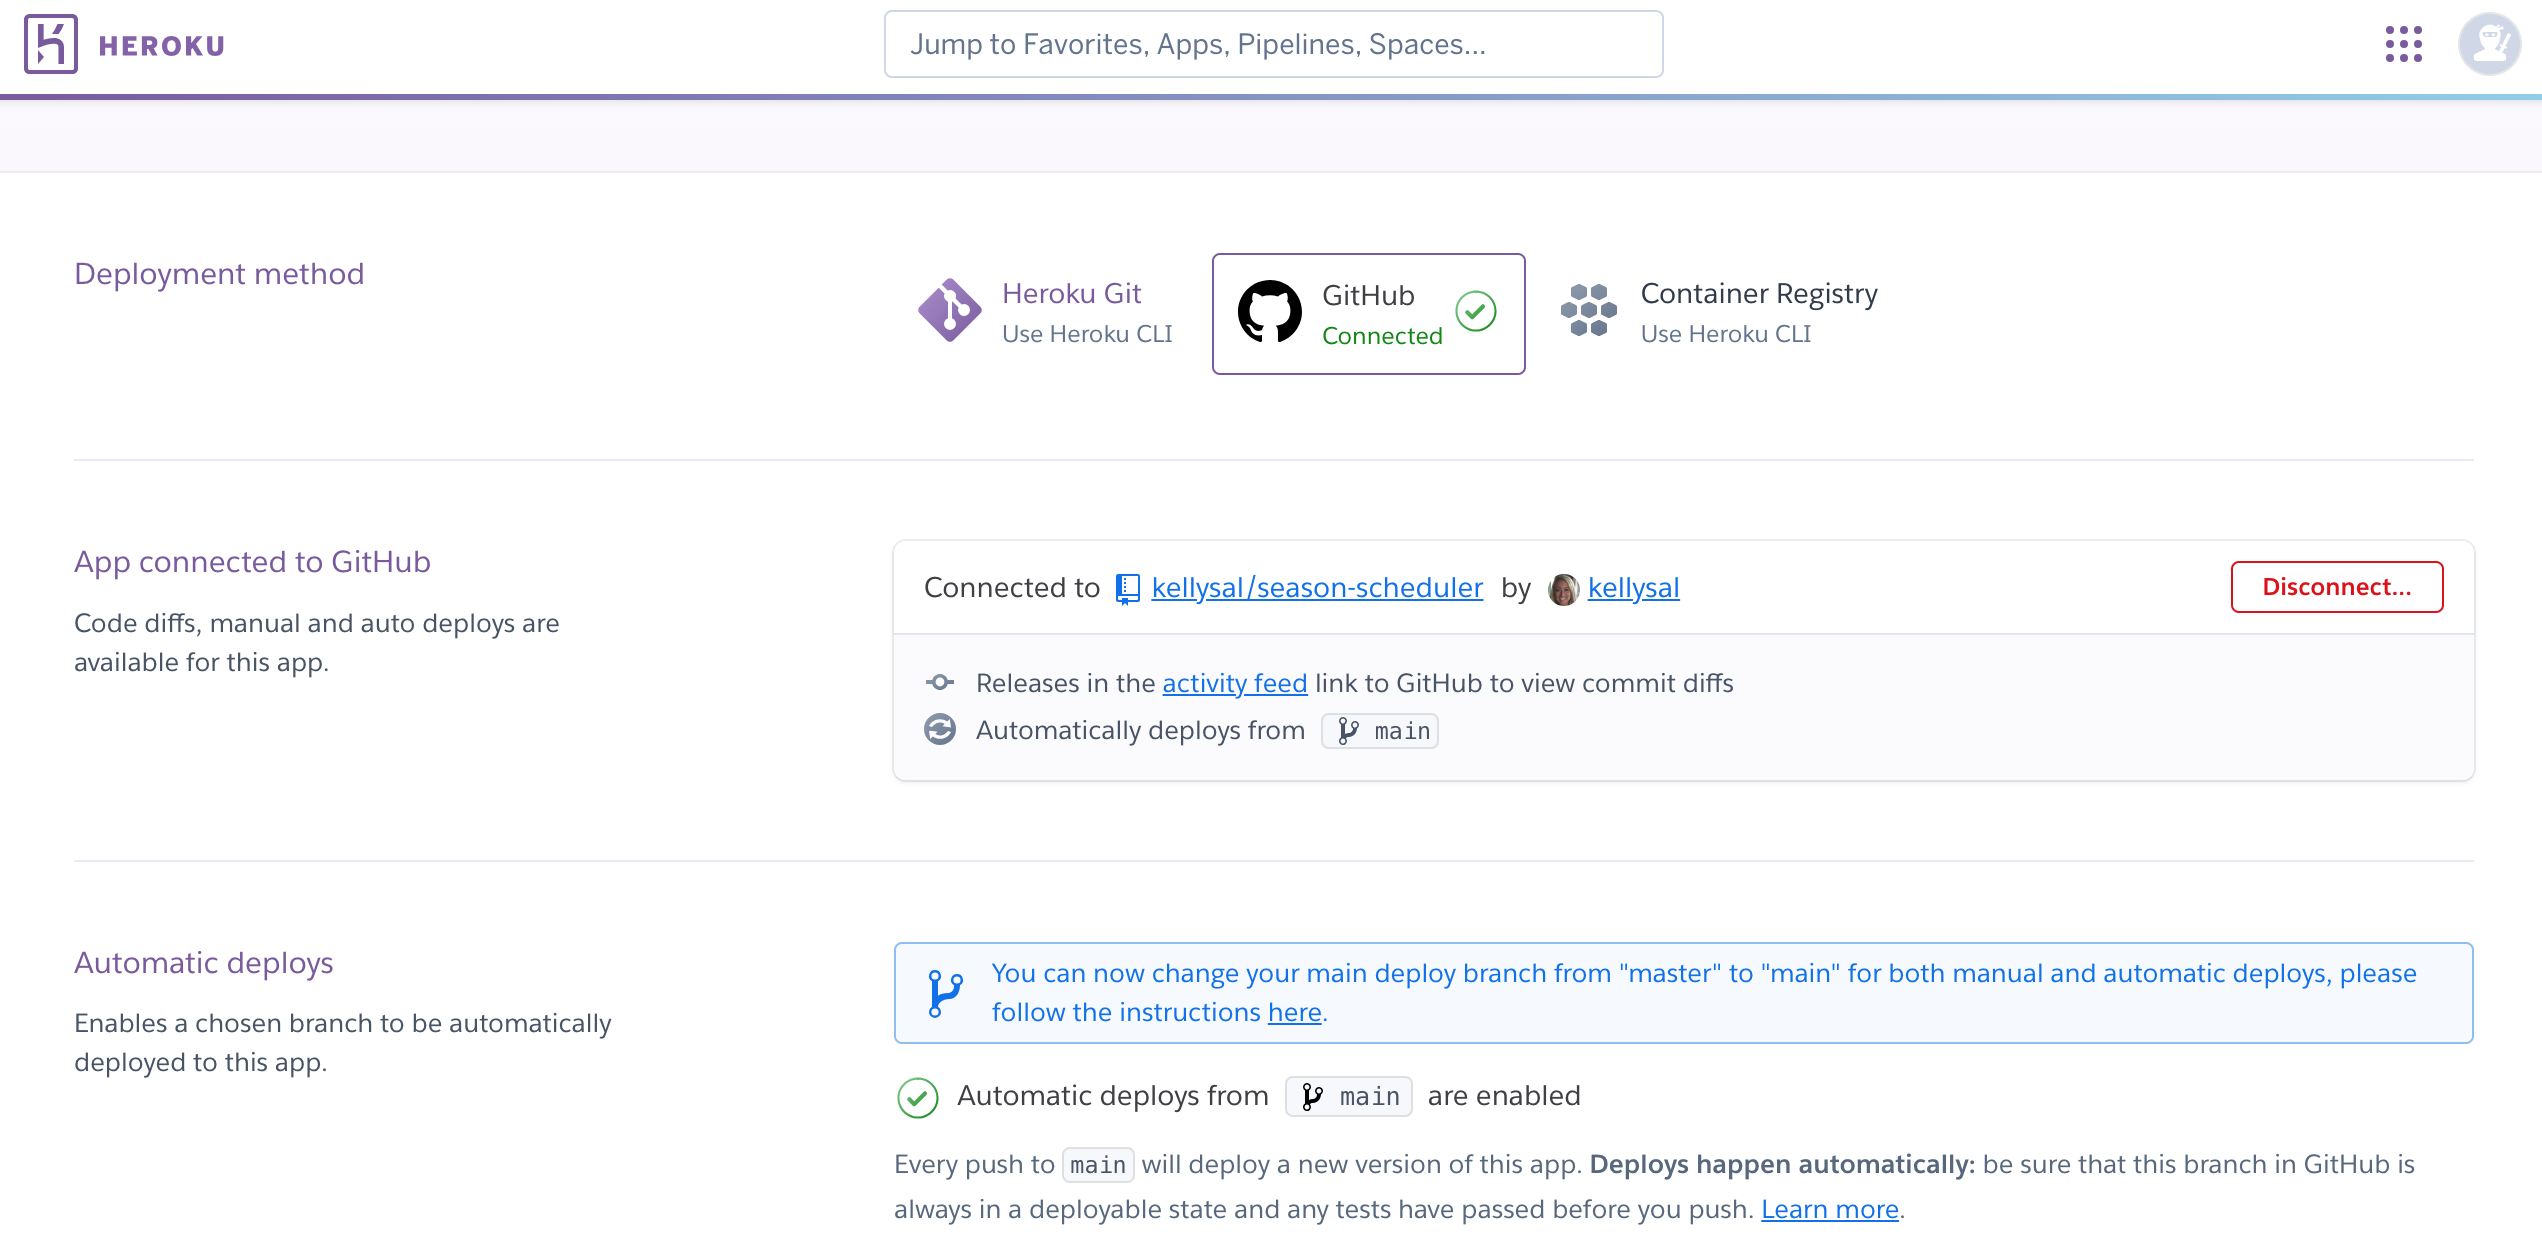 HEROKU
Jump to Favorites, Apps, Pipelines, Spaces...
Deployment method
Heroku Git
Use Heroku CLI
GitHub
Connected
Container Registry
Use Heroku CLI
App connected to GitHub
Code diffs, manual and auto deploys are
available for this app.
Connected to kellysal/season-scheduler by kellysal
Disconnect...
Releases in the activity feed link to GitHub to view commit diffs
Automatically deploys from main
Automatic deploys
Enables a chosen branch to be automatically
deployed to this app.
You can now change your main deploy branch from "master" to "main" for both manual and automatic deploys, please
follow the instructions here.
Automatic deploys from main are enabled
Every push to main will deploy a new version of this app. Deploys happen automatically: be sure that this branch in GitHub is
always in a deployable state and any tests have passed before you push. Learn more.